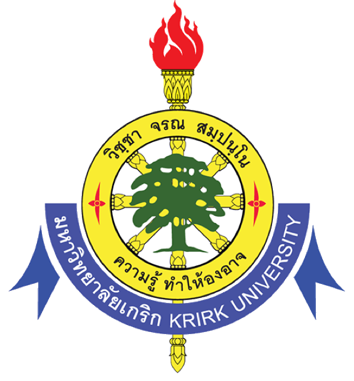 วิชฺชา จรณ สมฺปนฺโน
ความรู้ ทำให้องอาจ
มหาวิทยาลัยเกริก KRIRK UNIVERSITY